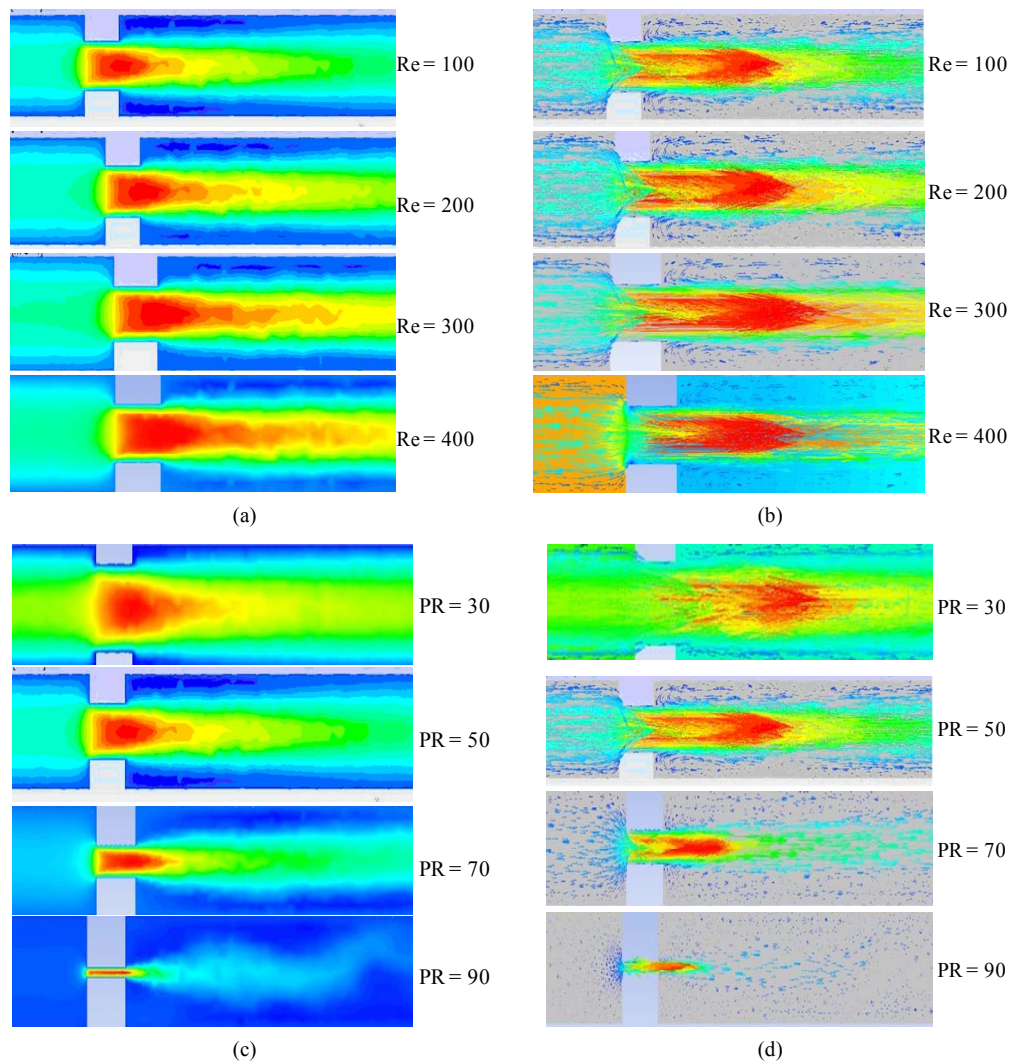 Re = 100
Re = 200
Re = 300
Re = 400
(a)
Re = 100
Re = 200
Re = 300
Re = 400
(b)
PR = 30
PR = 50
PR = 70
PR = 90
(c)
PR = 30
PR = 50
PR = 70
PR = 90
(d)